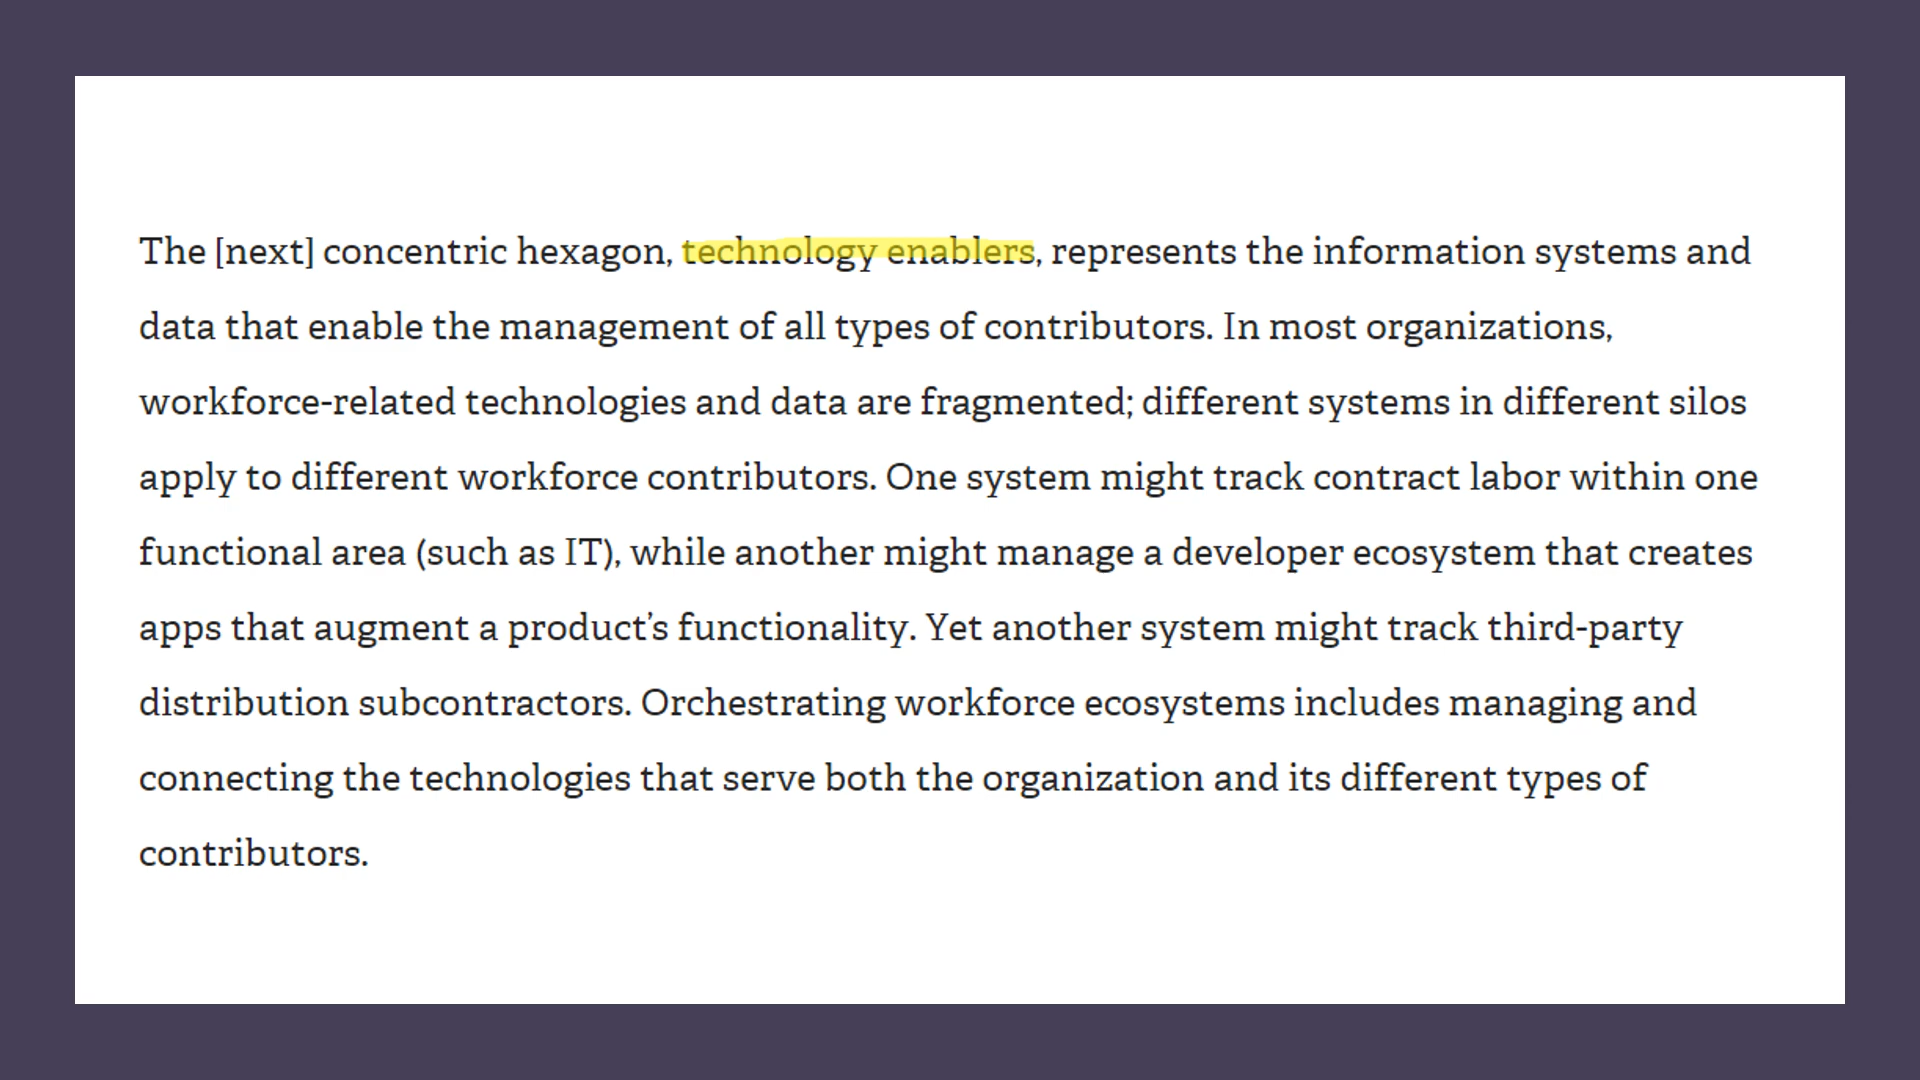 The [next] concentric hexagon, technology enablers, represents the information systems and
data that enable the management of all types of contributors. In most organizations,
workforce-related technologies and data are fragmented; different systems in different silos
apply to different workforce contributors. One system might track contract labor within one
functional area (such as IT), while another might manage a developer ecosystem that creates
apps that augment a product’s functionality. Yet another system might track third-party
distribution subcontractors. Orchestrating workforce ecosystems includes managing and
connecting the technologies that serve both the organization and its different types of
contributors.